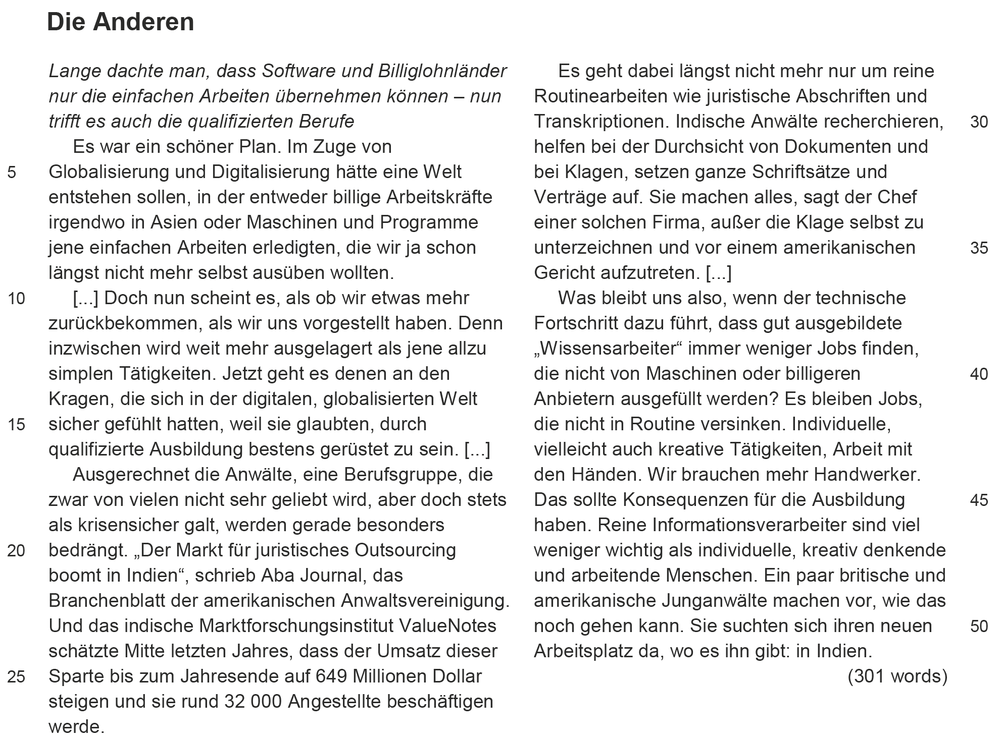 Die Anderen
Lange dachte man, dass Software und Billiglohnländer
nur die einfachen Arbeiten übernehmen können – nun
trifft es auch die qualifizierten Berufe
Es war ein schöner Plan. Im Zuge von
5 Globalisierung und Digitalisierung hätte eine Welt
entstehen sollen, in der entweder billige Arbeitskräfte
irgendwo in Asien oder Maschinen und Programme
jene einfachen Arbeiten erledigten, die wir ja schon
längst nicht mehr selbst ausüben wollten.
10 [...] Doch nun scheint es, als ob wir etwas mehr
zurückbekommen, als wir uns vorgestellt haben. Denn
inzwischen wird weit mehr ausgelagert als jene allzu
simplen Tätigkeiten. Jetzt geht es denen an den
Kragen, die sich in der digitalen, globalisierten Welt
15 sicher gefühlt hatten, weil sie glaubten, durch
qualifizierte Ausbildung bestens gerüstet zu sein. [...]
Ausgerechnet die Anwälte, eine Berufsgruppe, die
zwar von vielen nicht sehr geliebt wird, aber doch stets
als krisensicher galt, werden gerade besonders
20 bedrängt. „Der Markt für juristisches Outsourcing
boomt in Indien“, schrieb Aba Journal, das
Branchenblatt der amerikanischen Anwaltsvereinigung.
Und das indische Marktforschungsinstitut ValueNotes
schätzte Mitte letzten Jahres, dass der Umsatz dieser
25 Sparte bis zum Jahresende auf 649 Millionen Dollar
steigen und sie rund 32 000 Angestellte beschäftigen
werde.
Es geht dabei längst nicht mehr nur um reine
Routinearbeiten wie juristische Abschriften und
Transkriptionen. Indische Anwälte recherchieren, 30
helfen bei der Durchsicht von Dokumenten und
bei Klagen, setzen ganze Schriftsätze und
Verträge auf. Sie machen alles, sagt der Chef
einer solchen Firma, außer die Klage selbst zu
unterzeichnen und vor einem amerikanischen 35
Gericht aufzutreten. [...]
Was bleibt uns also, wenn der technische
Fortschritt dazu führt, dass gut ausgebildete
„Wissensarbeiter“ immer weniger Jobs finden,
die nicht von Maschinen oder billigeren 40
Anbietern ausgefüllt werden? Es bleiben Jobs,
die nicht in Routine versinken. Individuelle,
vielleicht auch kreative Tätigkeiten, Arbeit mit
den Händen. Wir brauchen mehr Handwerker.
Das sollte Konsequenzen für die Ausbildung 45
haben. Reine Informationsverarbeiter sind viel
weniger wichtig als individuelle, kreativ denkende
und arbeitende Menschen. Ein paar britische und
amerikanische Junganwälte machen vor, wie das
noch gehen kann. Sie suchten sich ihren neuen 50
Arbeitsplatz da, wo es ihn gibt: in Indien.
(301 words)